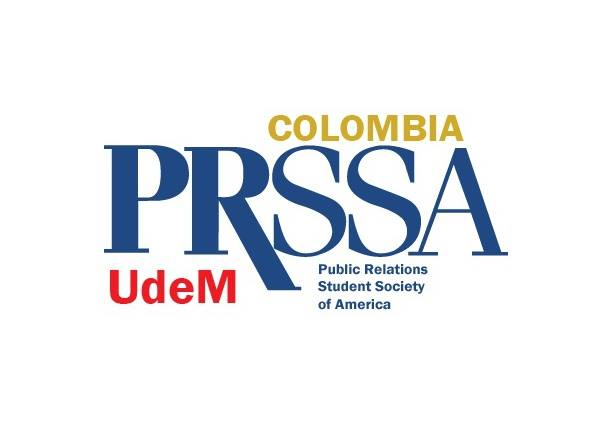 COLOMBIA
PRSSA
UdeM
Public Relations
Student Society
of America